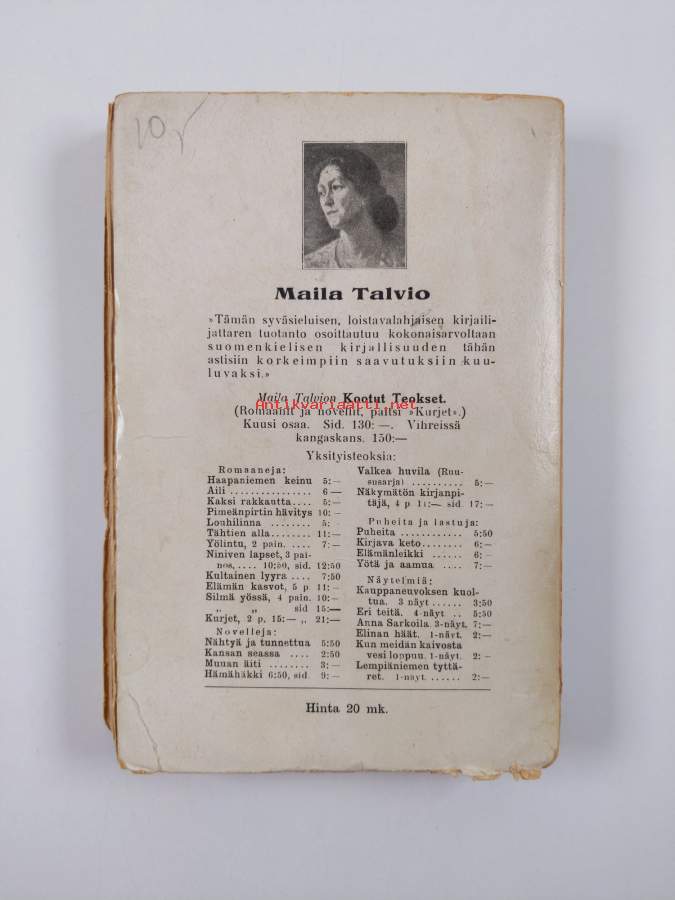 10,
Maila Talvio
»Tämän syväsieluisen, loistavalahjaisen kirjaili-
jattaren tuotanto osoittautuu kokonaisarvoltaan
suomenkielisen kirjallisuuden tähän
astisiin korkeimpiin saavutuksiin kuu-
luvaksi.»
Maila Talvion Kootut Teokset.
Antikvariaatti.net
(Romaanit ja novellit, paitsi »Kurjet».)
Kuusi osaa. Sid. 130: —. Vihreissä
kangaskans. 150:—
Yksityisteoksia:
Romaaneja:
Haapaniemen keinu 5: —
Aili ................ 6 —
Kaksi rakkautta.... 5: —
Pimeänpirtin hävitys 10: —
Louhilinna ........ 5: 
Tähtien alla........ 11: —
Yölintu, 2 pain. .... 7: —
Niniven lapset, 3 pai-
nos, .... 10:50, sid. 12:50
Kultainen lyyra .... 7:50
Elämän kasvot, 5 p. 11: —
Silmä yössä, 4 pain. 10: —
„ „ sid 15:—
Kurjet, 2 p. 15: — „. 21:—
Novelleja:
Nähtyä ja tunnettua 5:50
Kansan seassa .... 2:50
Muuan äiti ........ 3: —
Hämähäkki 6:50, sid. 9: —
Valkea huvila (Ruu-
susarja) .......... 5: —
Näkymätön kirjanpi-
täjä, 4 p 11:— sid. 17: —
Puheita ja lastuja:
Puheita ............ 5:50
Kirjava keto........ 6: —
Elämänleikki ...... 6: —
Yötä ja aamua .... 7: —
Näytelmiä:
Kauppaneuvoksen kuol-
tua. 3 näyt ...... 3:50
Eri teitä. 4-näyt .. 5:50
Anna Sarkoila. 3-näyt. 7: —
Elinan häät. 1-näyt. 2: —
Kun meidän kaivosta
vesi loppuu. 1-näyt. 2: —
Lempiäniemen tyttä-
ret. 1-näyt. ...... 2: —
Hinta 20 mk.